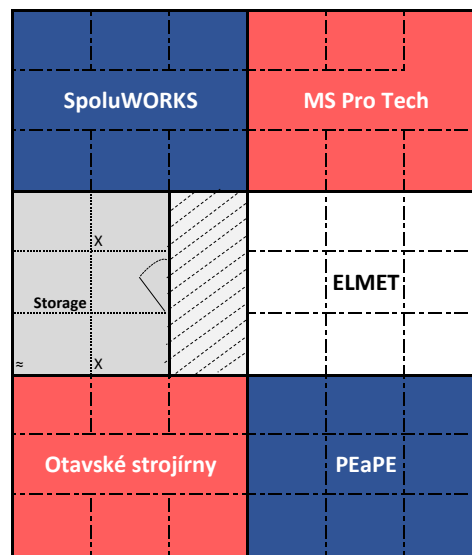 SpoluWORKS
MS Pro Tech
X
ELMET
Storage
≈
X
Otavské strojírny
PEaPE